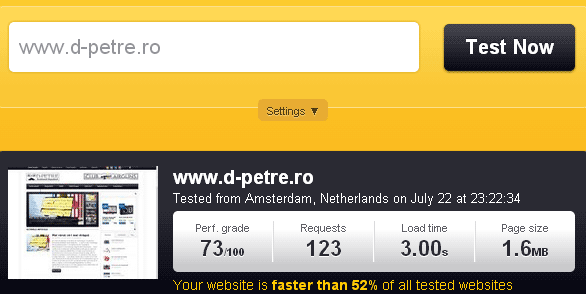 www.d-petre.ro
Test Now
Settings ▼
www.d-petre.ro
Tested from Amsterdam, Netherlands on July 22 at 23:22:34
Perf. grade Requests Load time Page size
73/100 123 3.00s 1.6MB
Your website is faster than 52% of all tested websites